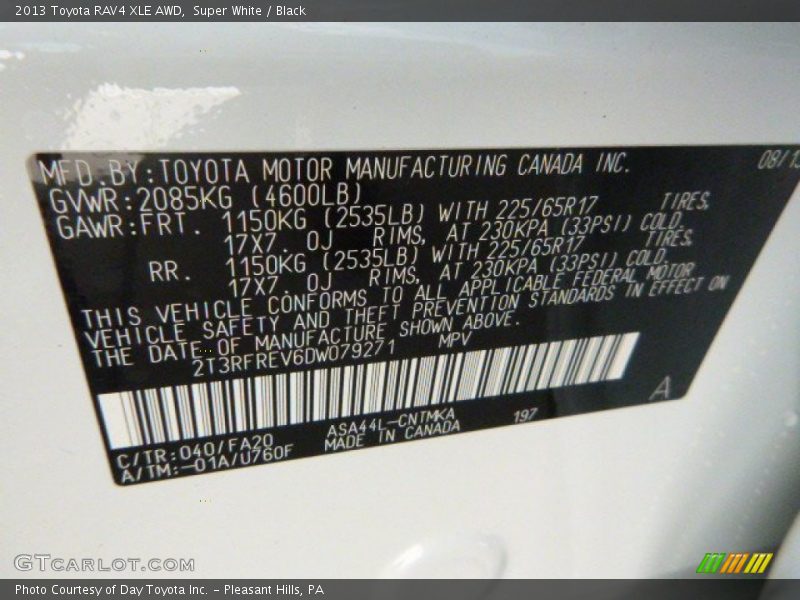 2013 Toyota RAV4 XLE AWD, Super White / Black
MFD.BY:TOYOTA MOTOR MANUFACTURING CANADA INC. 08/13
GVWR:2085KG (4600LB)
GAWR:FRT. 1150KG (2535LB) WITH 225/65R17 TIRES,
17X7. 0J RIMS, AT 230KPA (33PSI) COLD.
RR. 1150KG (2535LB) WITH 225/65R17 TIRES,
17X7. 0J RIMS, AT 230KPA (33PSI) COLD.
THIS VEHICLE CONFORMS TO ALL APPLICABLE FEDERAL MOTOR
VEHICLE SAFETY AND THEFT PREVENTION STANDARDS IN EFFECT ON
THE DATE OF MANUFACTURE SHOWN ABOVE.
2T3RFREV6DW079271 MPV
A
C/TR:040/FA20 ASA44L-CNTMKA 197
A/TM:-01A/U760F MADE IN CANADA
GTCARLOT.COM
Photo Courtesy of Day Toyota Inc. - Pleasant Hills, PA